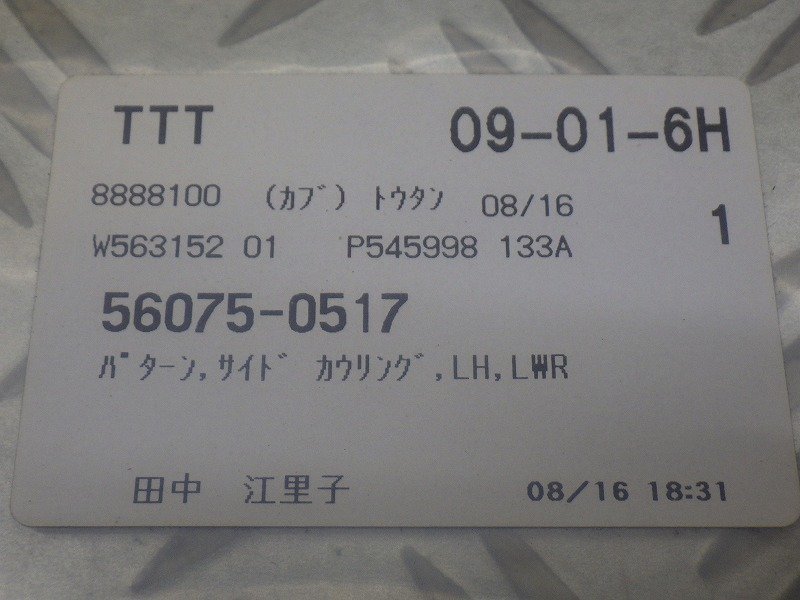 TTT 09-01-6H
8888100 (ｶﾌﾞ) ﾄｳﾀﾝ 08/16
W563152 01 P545998 133A 1
56075-0517
ﾊﾟﾀｰﾝ,ｻｲﾄﾞ ｶｳﾘﾝｸﾞ,LH,LWR
田中 江里子 08/16 18:31